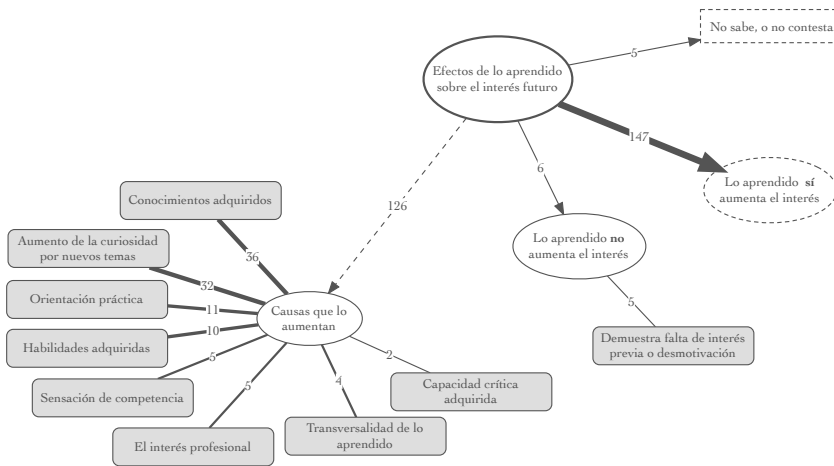 No sabe, o no contesta
5
Efectos de lo aprendido
sobre el interés futuro
147
Lo aprendido sí
aumenta el interés
6
126
Lo aprendido no
aumenta el interés
5
Demuestra falta de interés
previa o desmotivación
Conocimientos adquiridos
36
Aumento de la curiosidad
por nuevos temas
32
Orientación práctica
11
Causas que lo
aumentan
Habilidades adquiridas
10
Sensación de competencia
5
El interés profesional
5
Transversalidad de lo
aprendido
4
Capacidad crítica
adquirida
2